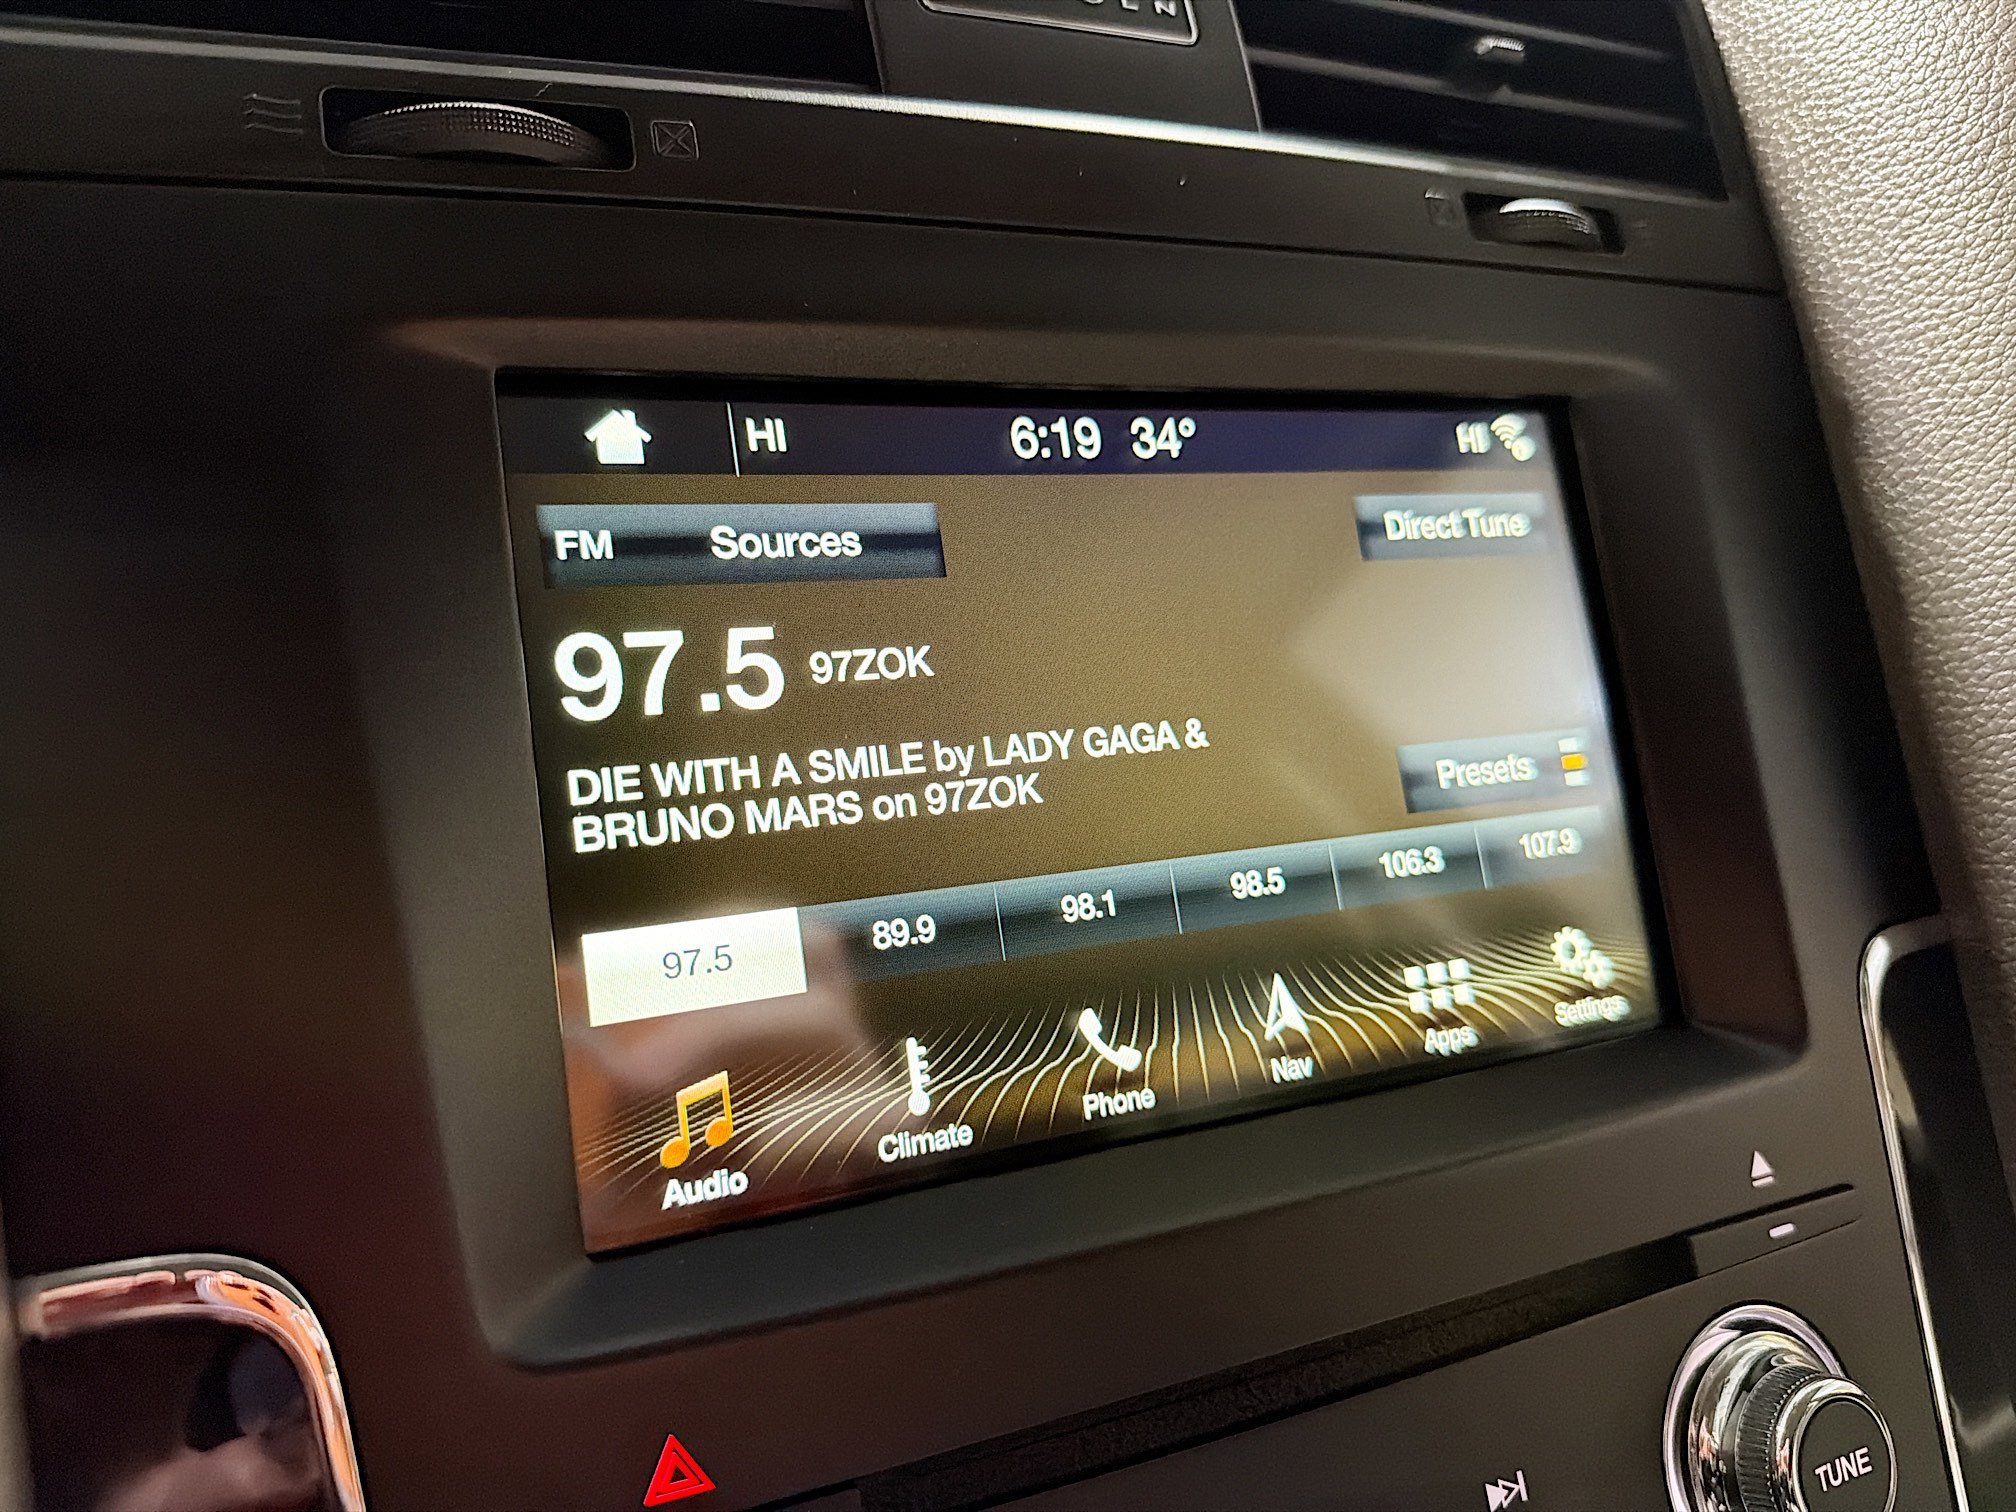 HI 6:19 34° HI
FM Sources Direct Tune
97.5 97ZOK
DIE WITH A SMILE by LADY GAGA &
BRUNO MARS on 97ZOK
Presets
97.5 89.9 98.1 98.5 106.3 107.9
Audio Climate Phone Nav Apps Settings
TUNE